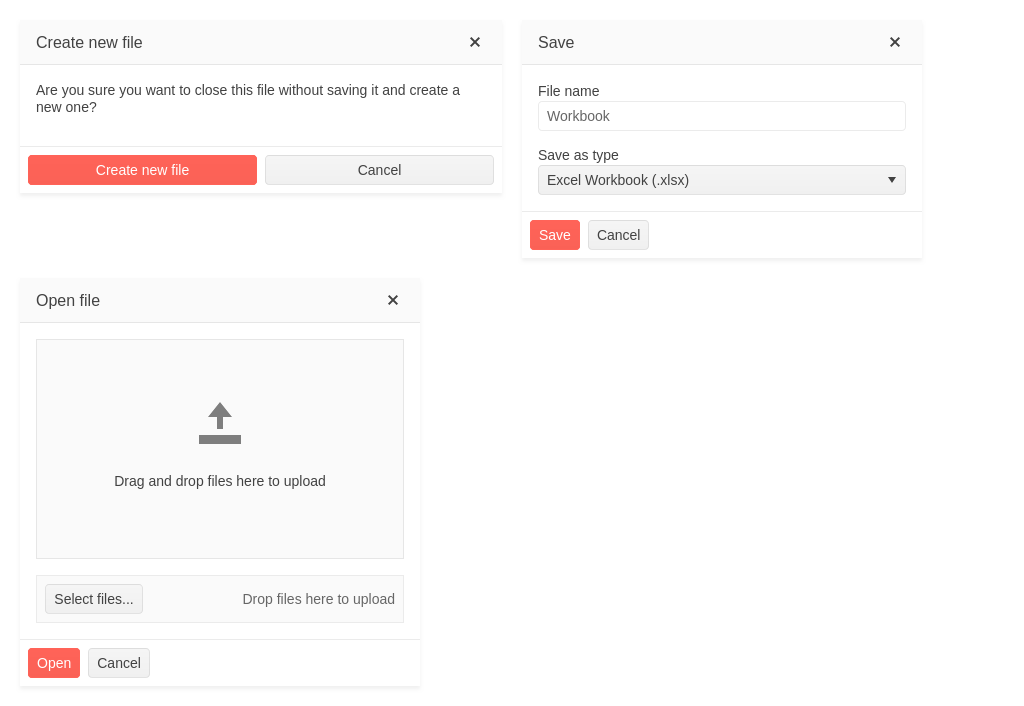 Create new file
Are you sure you want to close this file without saving it and create a
new one?
Create new file
Cancel
Save
File name
Workbook
Save as type
Excel Workbook (.xlsx)
Save
Cancel
Open file
Drag and drop files here to upload
Select files...
Drop files here to upload
Open
Cancel